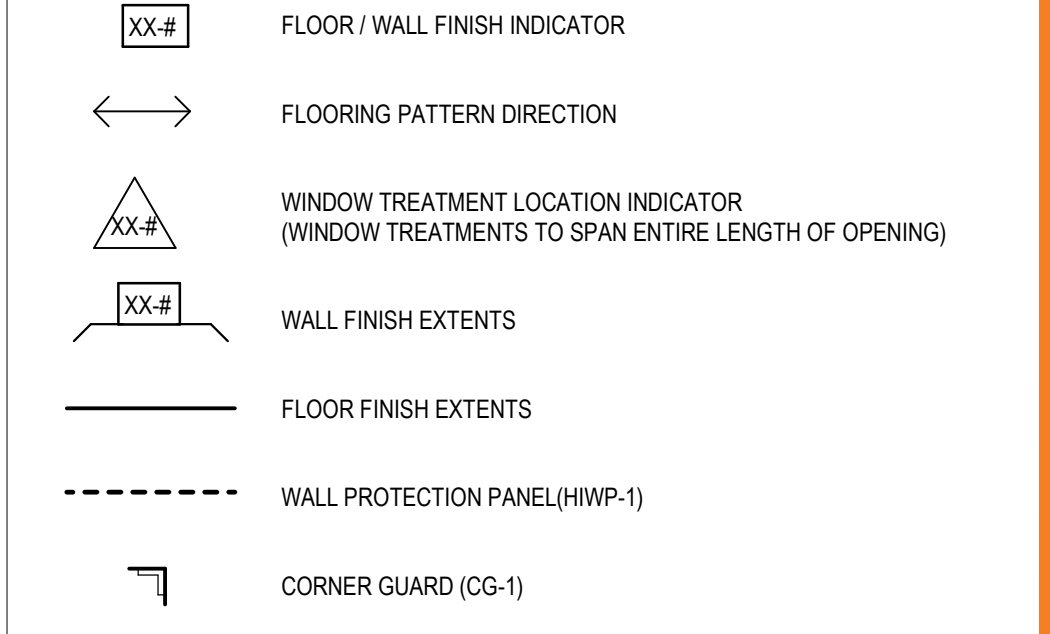 XX-# FLOOR / WALL FINISH INDICATOR
FLOORING PATTERN DIRECTION
WINDOW TREATMENT LOCATION INDICATOR
XX-# (WINDOW TREATMENTS TO SPAN ENTIRE LENGTH OF OPENING)
XX-#
WALL FINISH EXTENTS
FLOOR FINISH EXTENTS
WALL PROTECTION PANEL(HIWP-1)
CORNER GUARD (CG-1)